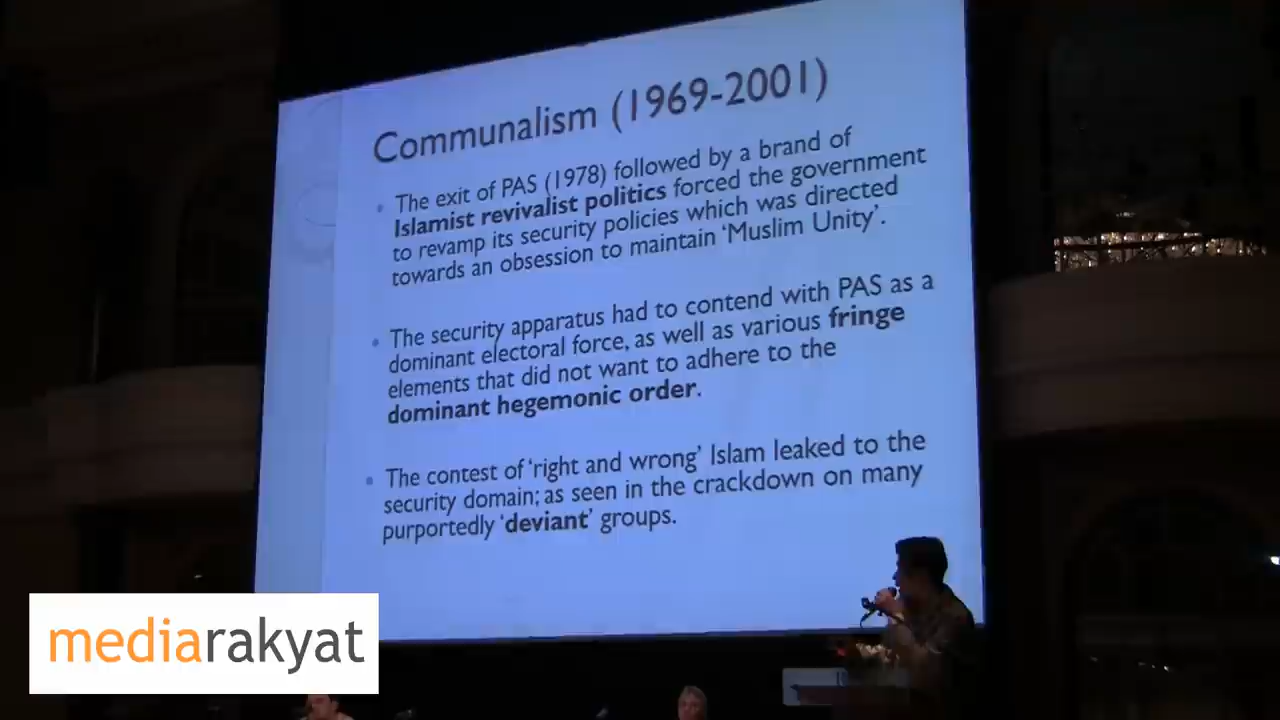 Communalism (1969-2001)
The exit of PAS (1978) followed by a brand of
Islamist revivalist politics forced the government
to revamp its security policies which was directed
towards an obsession to maintain ‘Muslim Unity’.
The security apparatus had to contend with PAS as a
dominant electoral force, as well as various fringe
elements that did not want to adhere to the
dominant hegemonic order.
The contest of ‘right and wrong’ Islam leaked to the
security domain; as seen in the crackdown on many
purportedly ‘deviant’ groups.
mediarakyat